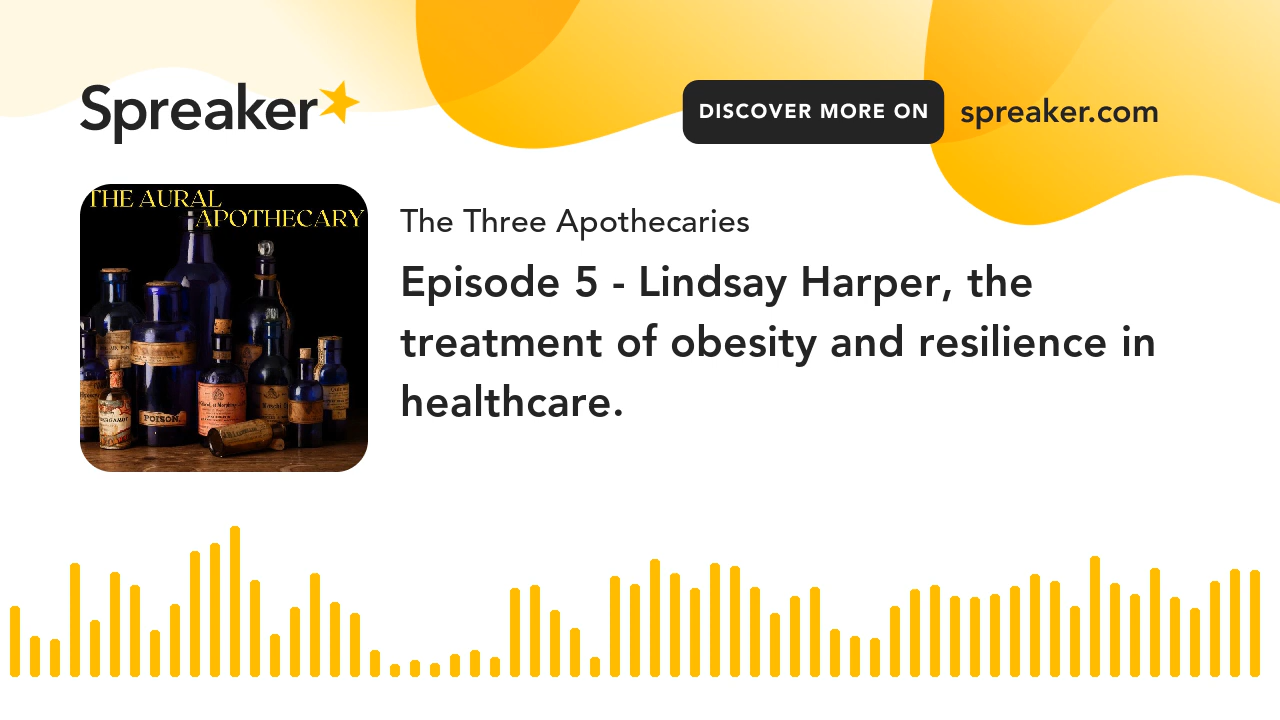 Spreaker
DISCOVER MORE ON
spreaker.com
THE AURAL
APOTHECARY
The Three Apothecaries
Episode 5 - Lindsay Harper, the
treatment of obesity and resilience in
healthcare.
POISON.